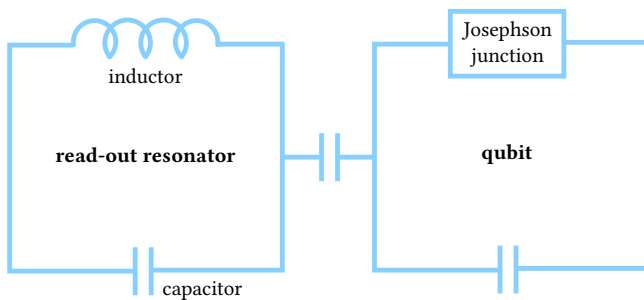 Josephson
junction
inductor
read-out resonator
qubit
capacitor